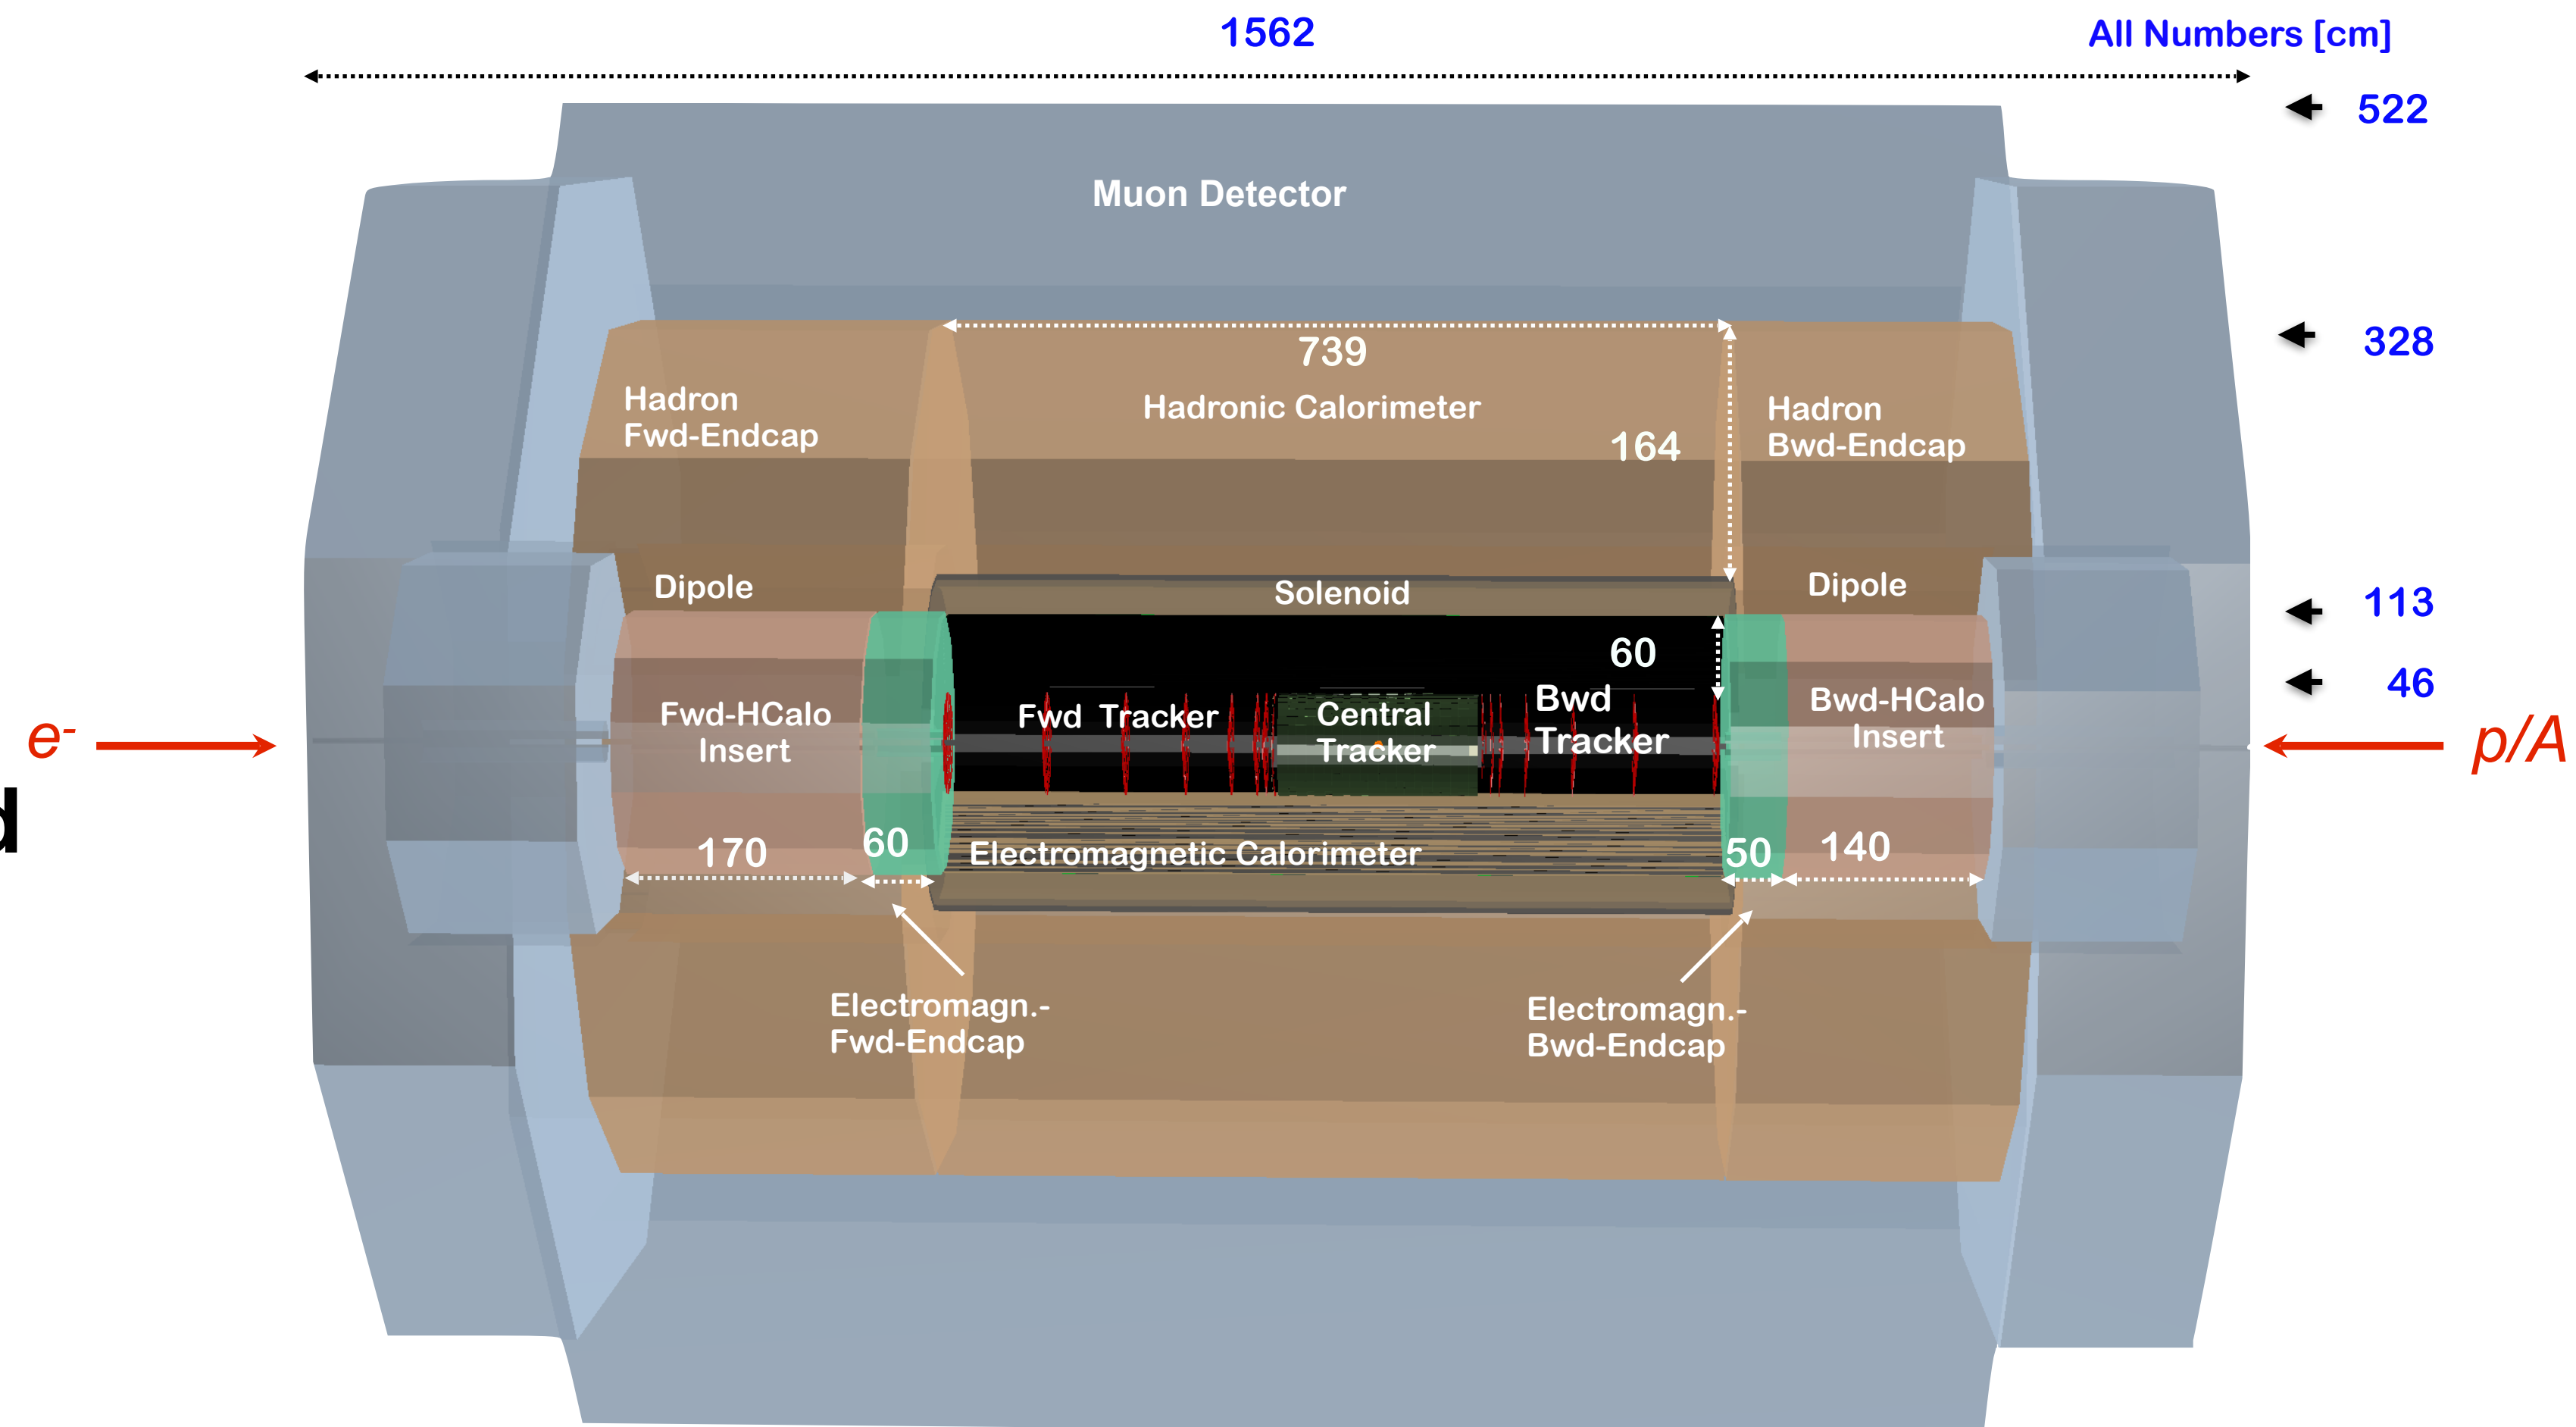 1562
All Numbers [cm]
522
Muon Detector
328
739
Hadron
Fwd-Endcap
Hadronic Calorimeter
Hadron
Bwd-Endcap
164
Dipole
Solenoid
Dipole
113
60
46
Fwd-HCalo
Insert
Fwd Tracker
Central
Tracker
Bwd
Tracker
Bwd-HCalo
Insert
e-
p/A
d
170
60
Electromagnetic Calorimeter
50
140
Electromagn.-
Fwd-Endcap
Electromagn.-
Bwd-Endcap